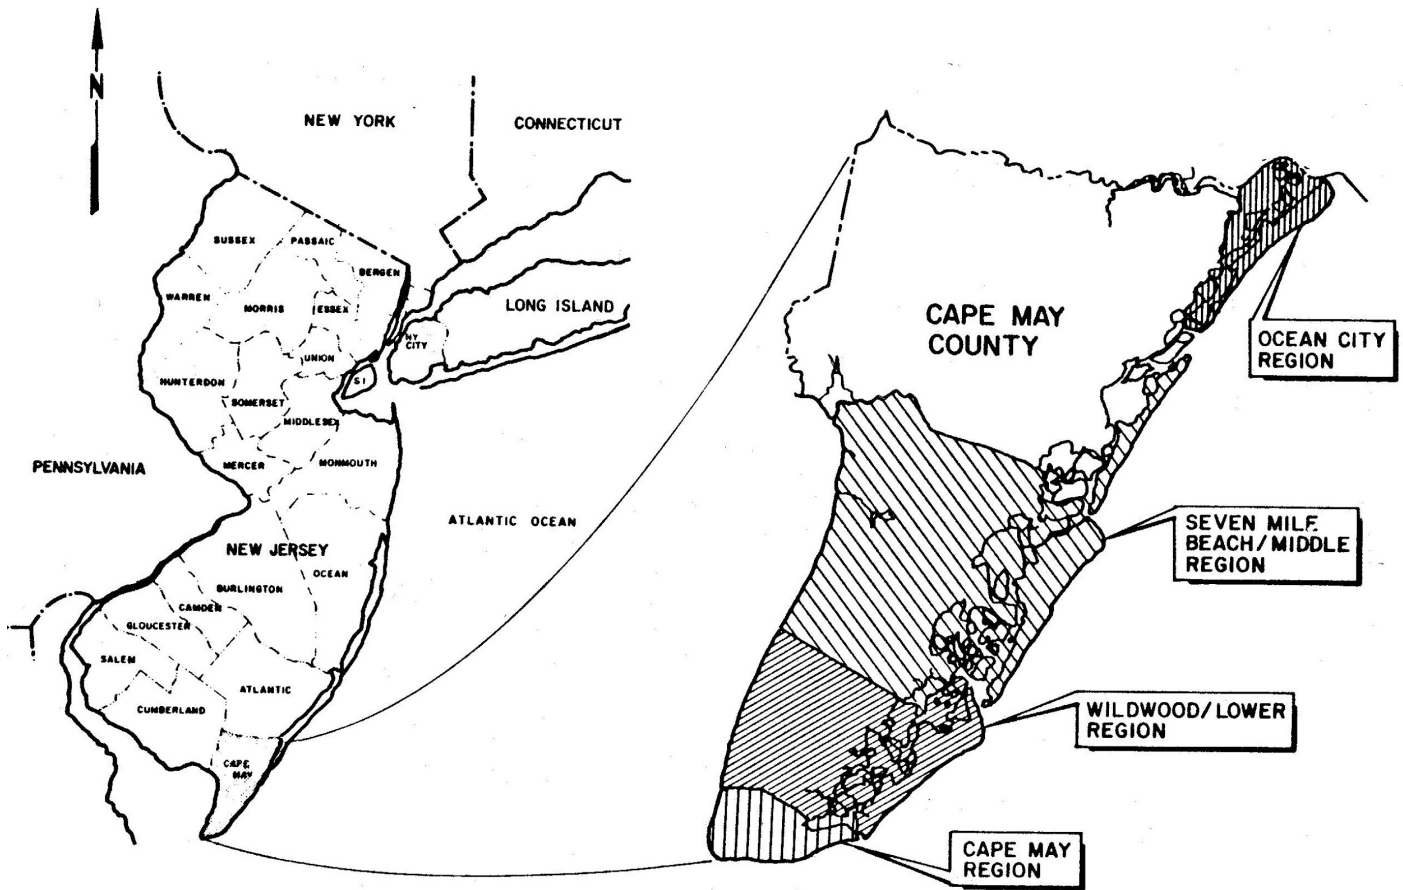 N
NEW YORK
CONNECTICUT
SUSSEX
PASSAIC
BERGEN
WARREN
MORRIS
ESSEX
LONG ISLAND
NY
CITY
UNION
S I
HUNTERDON
SOMERSET
MIDDLESEX
PENNSYLVANIA
MERCER
MONMOUTH
ATLANTIC OCEAN
NEW JERSEY
OCEAN
BURLINGTON
CAMDEN
GLOUCESTER
SALEM
ATLANTIC
CUMBERLAND
CAPE
MAY
CAPE MAY
COUNTY
OCEAN CITY
REGION
SEVEN MILE
BEACH/MIDDLE
REGION
WILDWOOD/LOWER
REGION
CAPE MAY
REGION